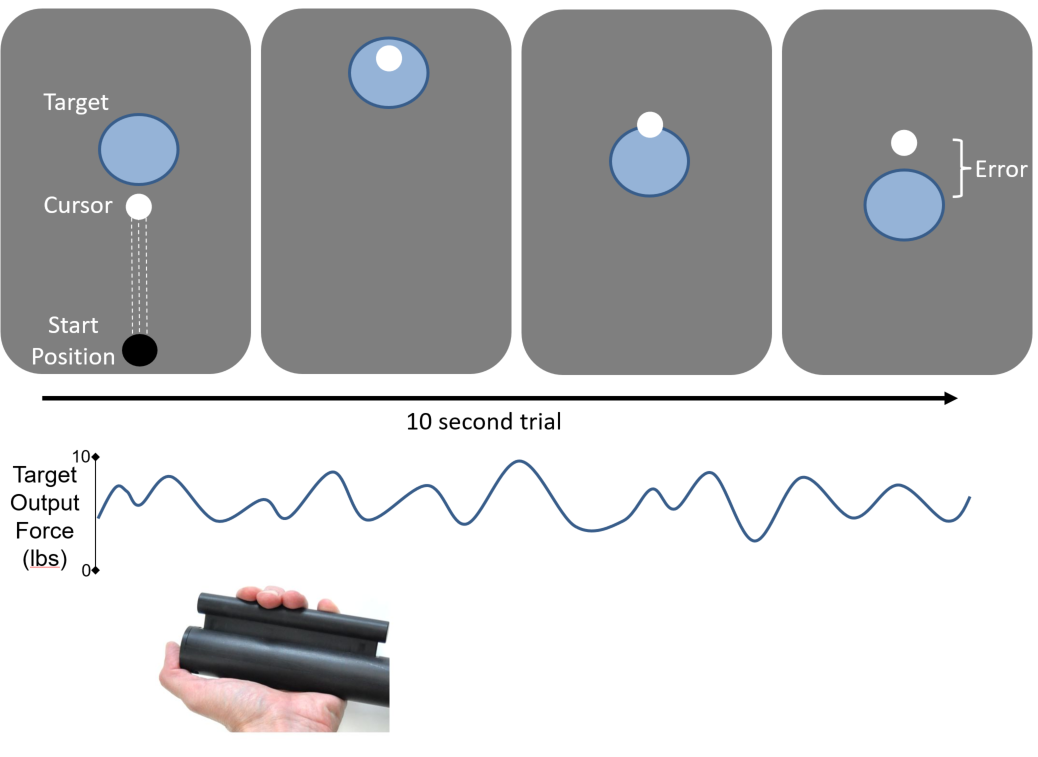 Target
Cursor
Start
Position
Error
10 second trial
10
Target
Output
Force
(lbs)
0